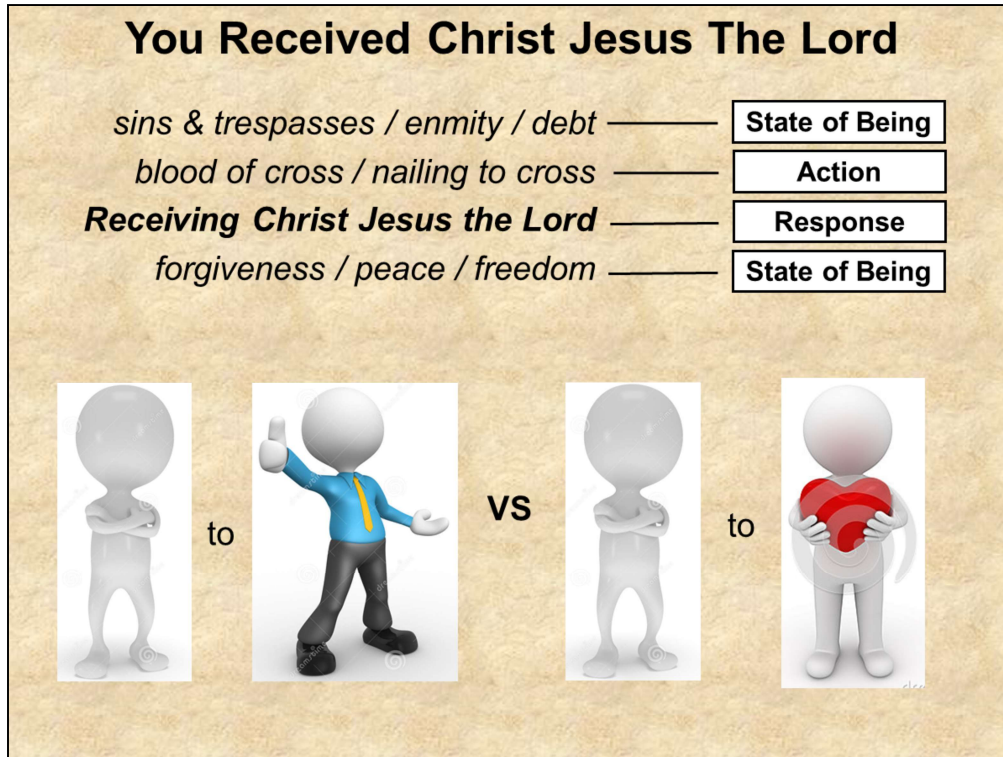 You Received Christ Jesus The Lord
sins & trespasses / enmity / debt State of Being
blood of cross / nailing to cross Action
Receiving Christ Jesus the Lord Response
forgiveness / peace / freedom State of Being
to VS to